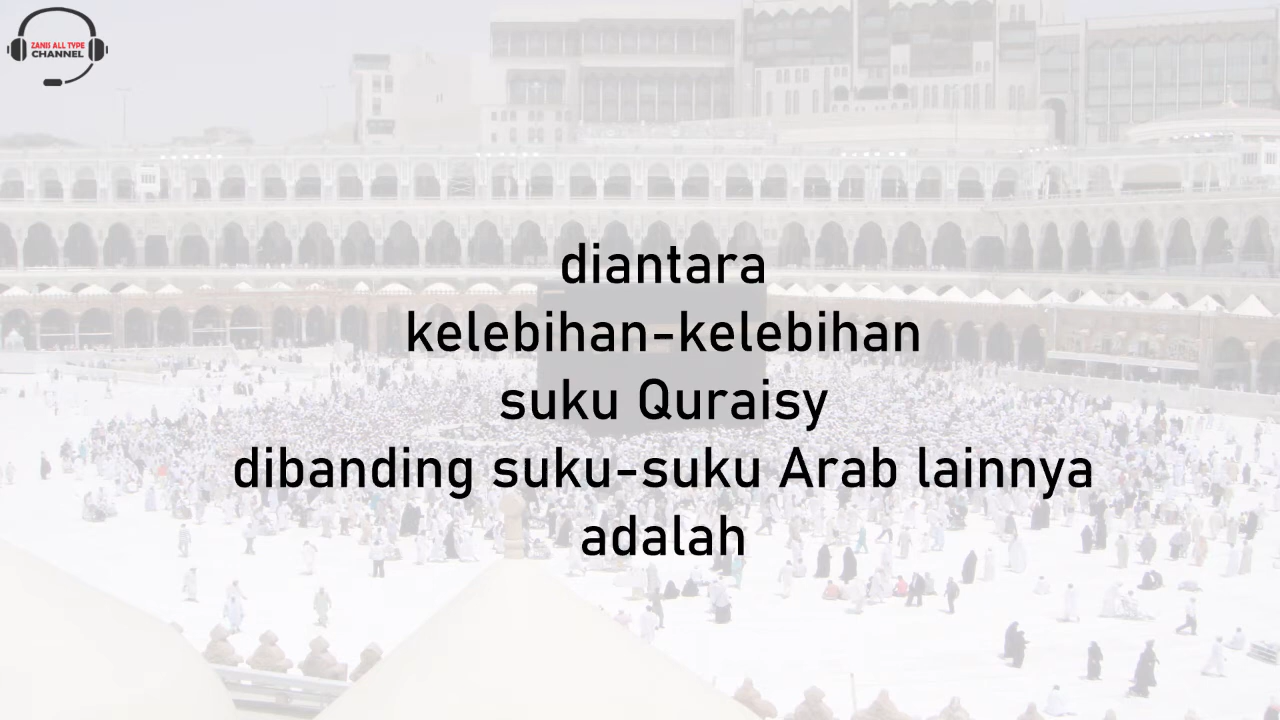 ZANIS ALL TYPE
CHANNEL
diantara
kelebihan-kelebihan
suku Quraisy
dibanding suku-suku Arab lainnya
adalah